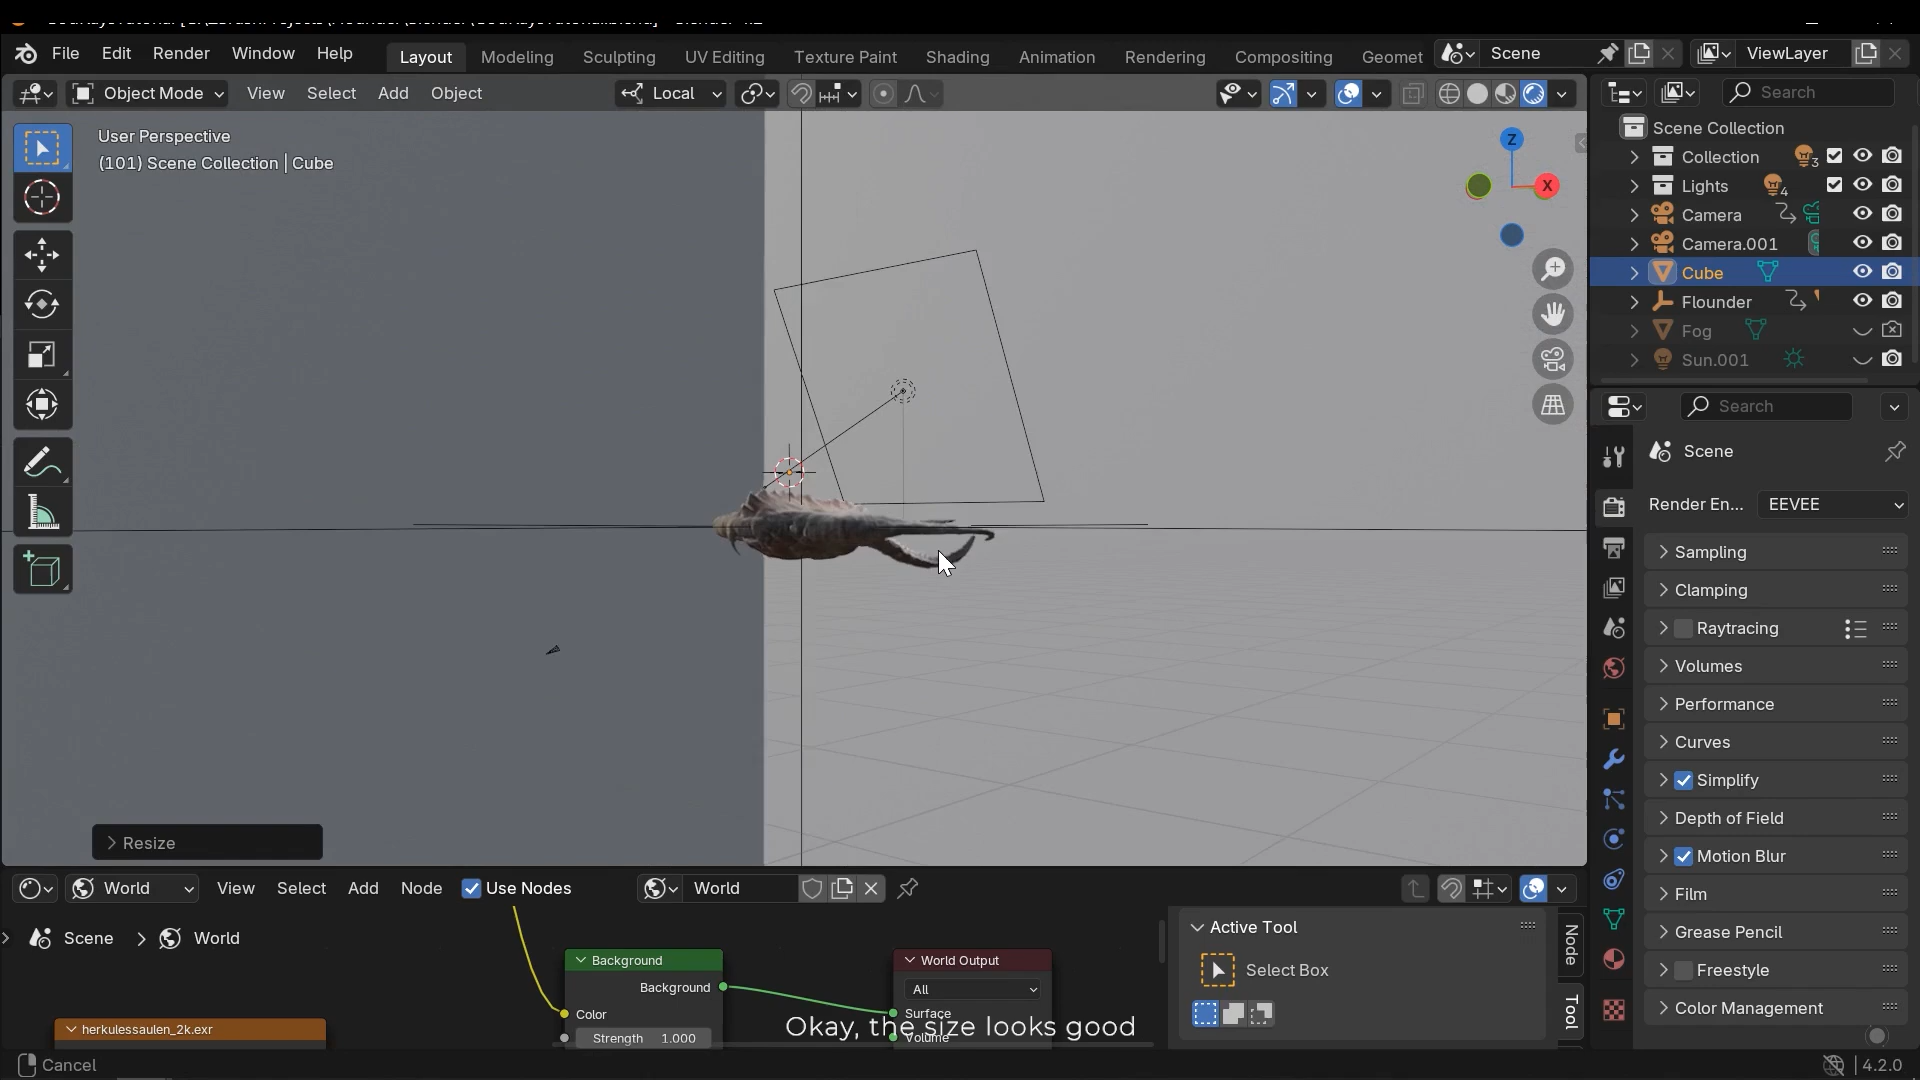 File Edit Render Window Help Layout Modeling Sculpting UV Editing Texture Paint Shading Animation Rendering Compositing Geomet Scene ViewLayer
Object Mode View Select Add Object Local Search
User Perspective
(101) Scene Collection | Cube
Z
X
Scene Collection
Collection 3
Lights 4
Camera
Camera.001
Cube
Flounder
Fog
Sun.001
Search
Scene
Render En... EEVEE
Sampling
Clamping
Raytracing
Volumes
Performance
Curves
Simplify
Depth of Field
Motion Blur
Film
Grease Pencil
Freestyle
Color Management
Resize
World View Select Add Node Use Nodes World
Scene World
Active Tool
Select Box
Node
Tool
Background
Background
Color
Strength 1.000
World Output
All
Surface
Volume
herkulessaulen_2k.exr
Okay, the size looks good
Cancel
4.2.0